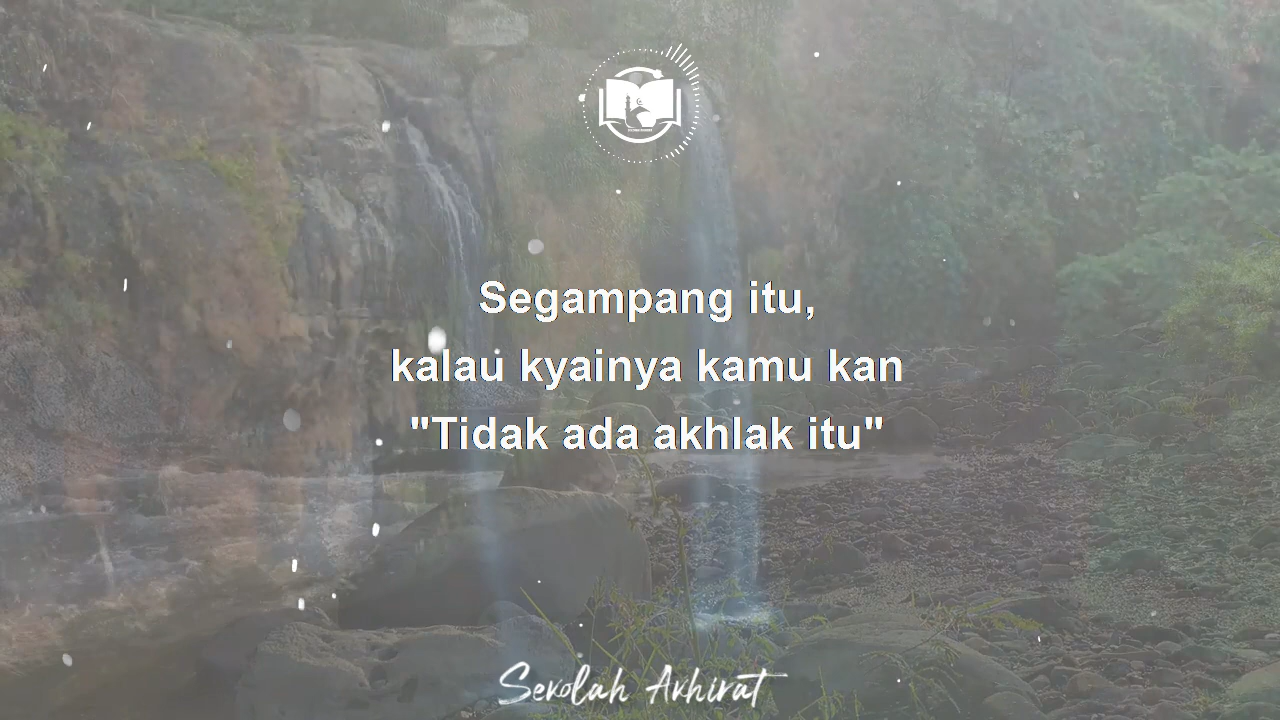 Segampang itu,
kalau kyainya kamu kan
"Tidak ada akhlak itu"
Sekolah Akhirat